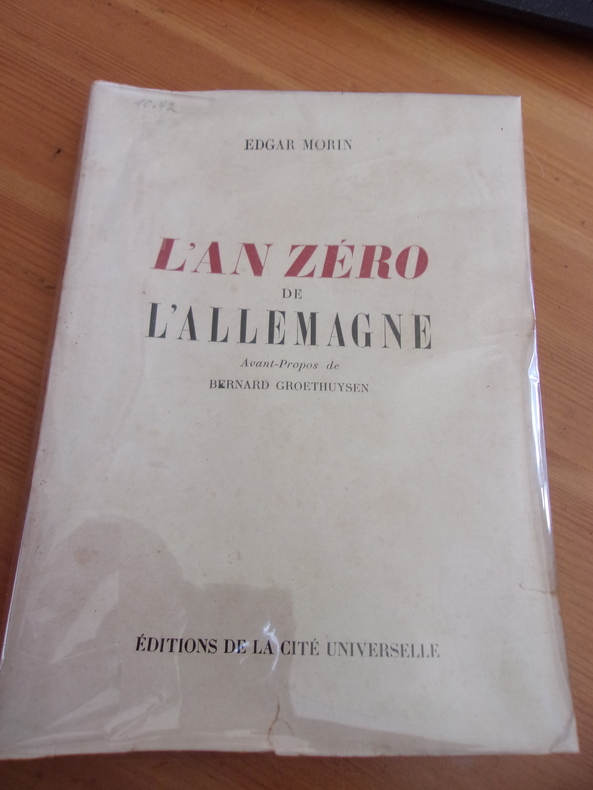 EDGAR MORIN
L'AN ZÉRO
DE
L'ALLEMAGNE
Avant-Propos de
BERNARD GROETHUYSEN
ÉDITIONS DE LA CITÉ UNIVERSELLE